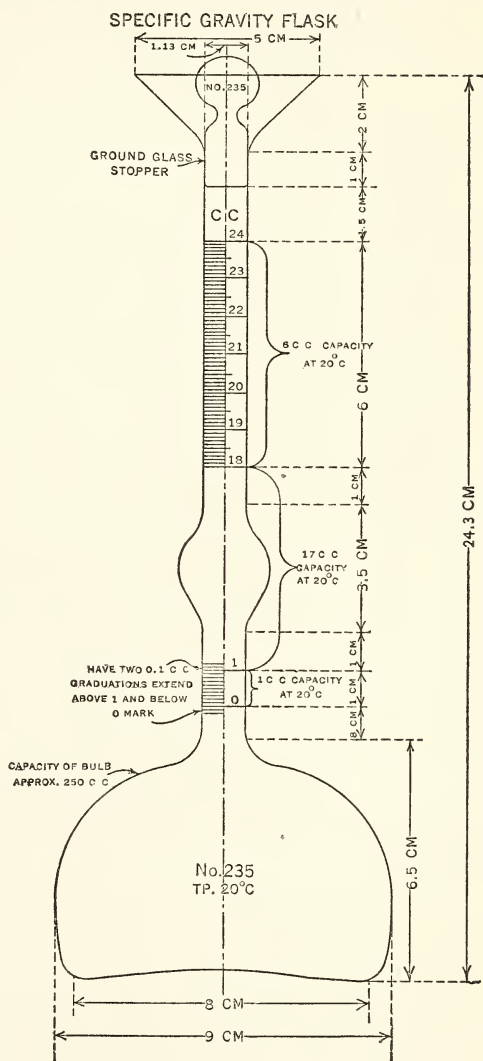 SPECIFIC GRAVITY FLASK
5 CM
1.13 CM
NO. 235
2 CM
GROUND GLASS
STOPPER
1 CM
1.5 CM
C C
24
23
22
21
20
19
18
6 C C CAPACITY
AT 20°C
6 CM
1 CM
24.3 CM
17 C C
CAPACITY
AT 20°C
3.5 CM
1 CM
HAVE TWO 0.1 C C
GRADUATIONS EXTEND
ABOVE 1 AND BELOW
0 MARK
1
0
1 C C CAPACITY
AT 20°C
1 CM
8 CM
CAPACITY OF BULB
APPROX. 250 C C
No.235
TP. 20°C
6.5 CM
8 CM
9 CM